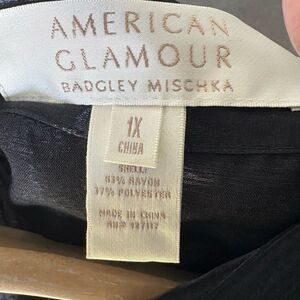 AMERICAN
GLAMOUR
BADGLEY MISCHKA
1X
CHINA
SHELL:
63% RAYON
37% POLYESTER
MADE IN CHINA